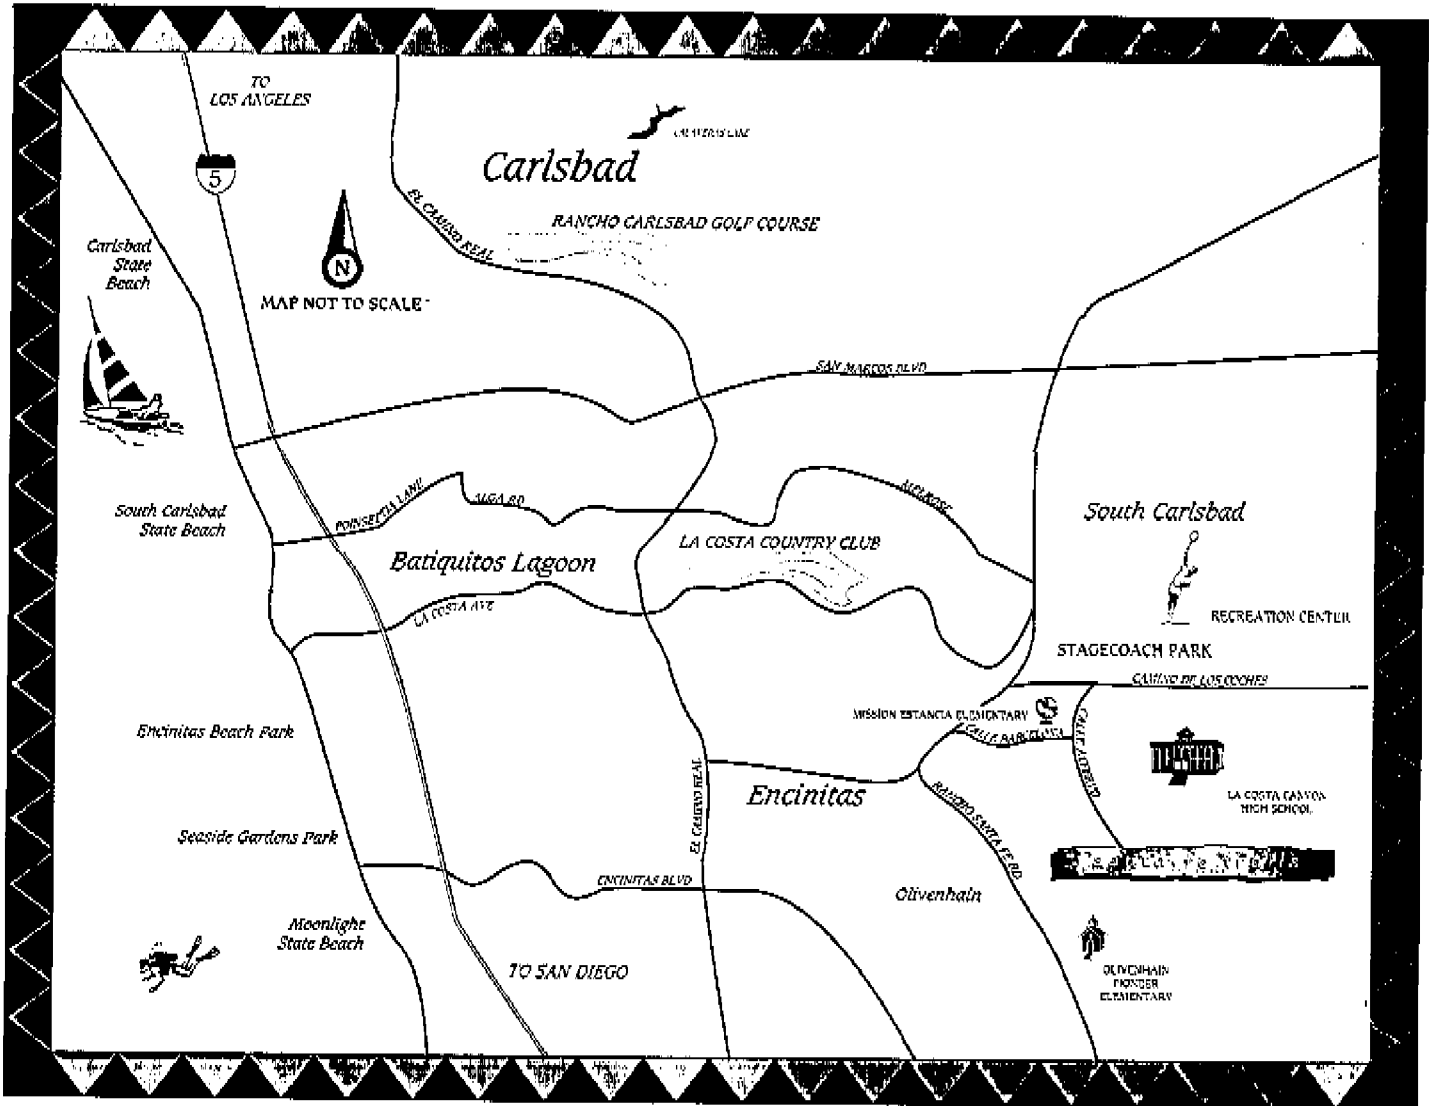 TO
LOS ANGELES
5
CALAVERAS LAKE
Carlsbad
EL CAMINO REAL
RANCHO CARLSBAD GOLF COURSE
Carlsbad
State
Beach
N
MAP NOT TO SCALE
SAN MARCOS BLVD
POINSETTIA LANE
ALGA RD
MELROSE
South Carlsbad
State Beach
South Carlsbad
LA COSTA COUNTRY CLUB
Batiquitos Lagoon
LA COSTA AVE
RECREATION CENTER
STAGECOACH PARK
CAMINO DE LOS COCHES
MISSION ESTANCIA ELEMENTARY
CALLE BARCELONA
Encinitas Beach Park
EL CAMINO REAL
Encinitas
RANCHO SANTA FE RD
LA COSTA CANYON
HIGH SCHOOL
Seaside Gardens Park
ENCINITAS BLVD
Olivenhain
Moonlight
State Beach
TO SAN DIEGO
OLIVENHAIN
PIONEER
ELEMENTARY